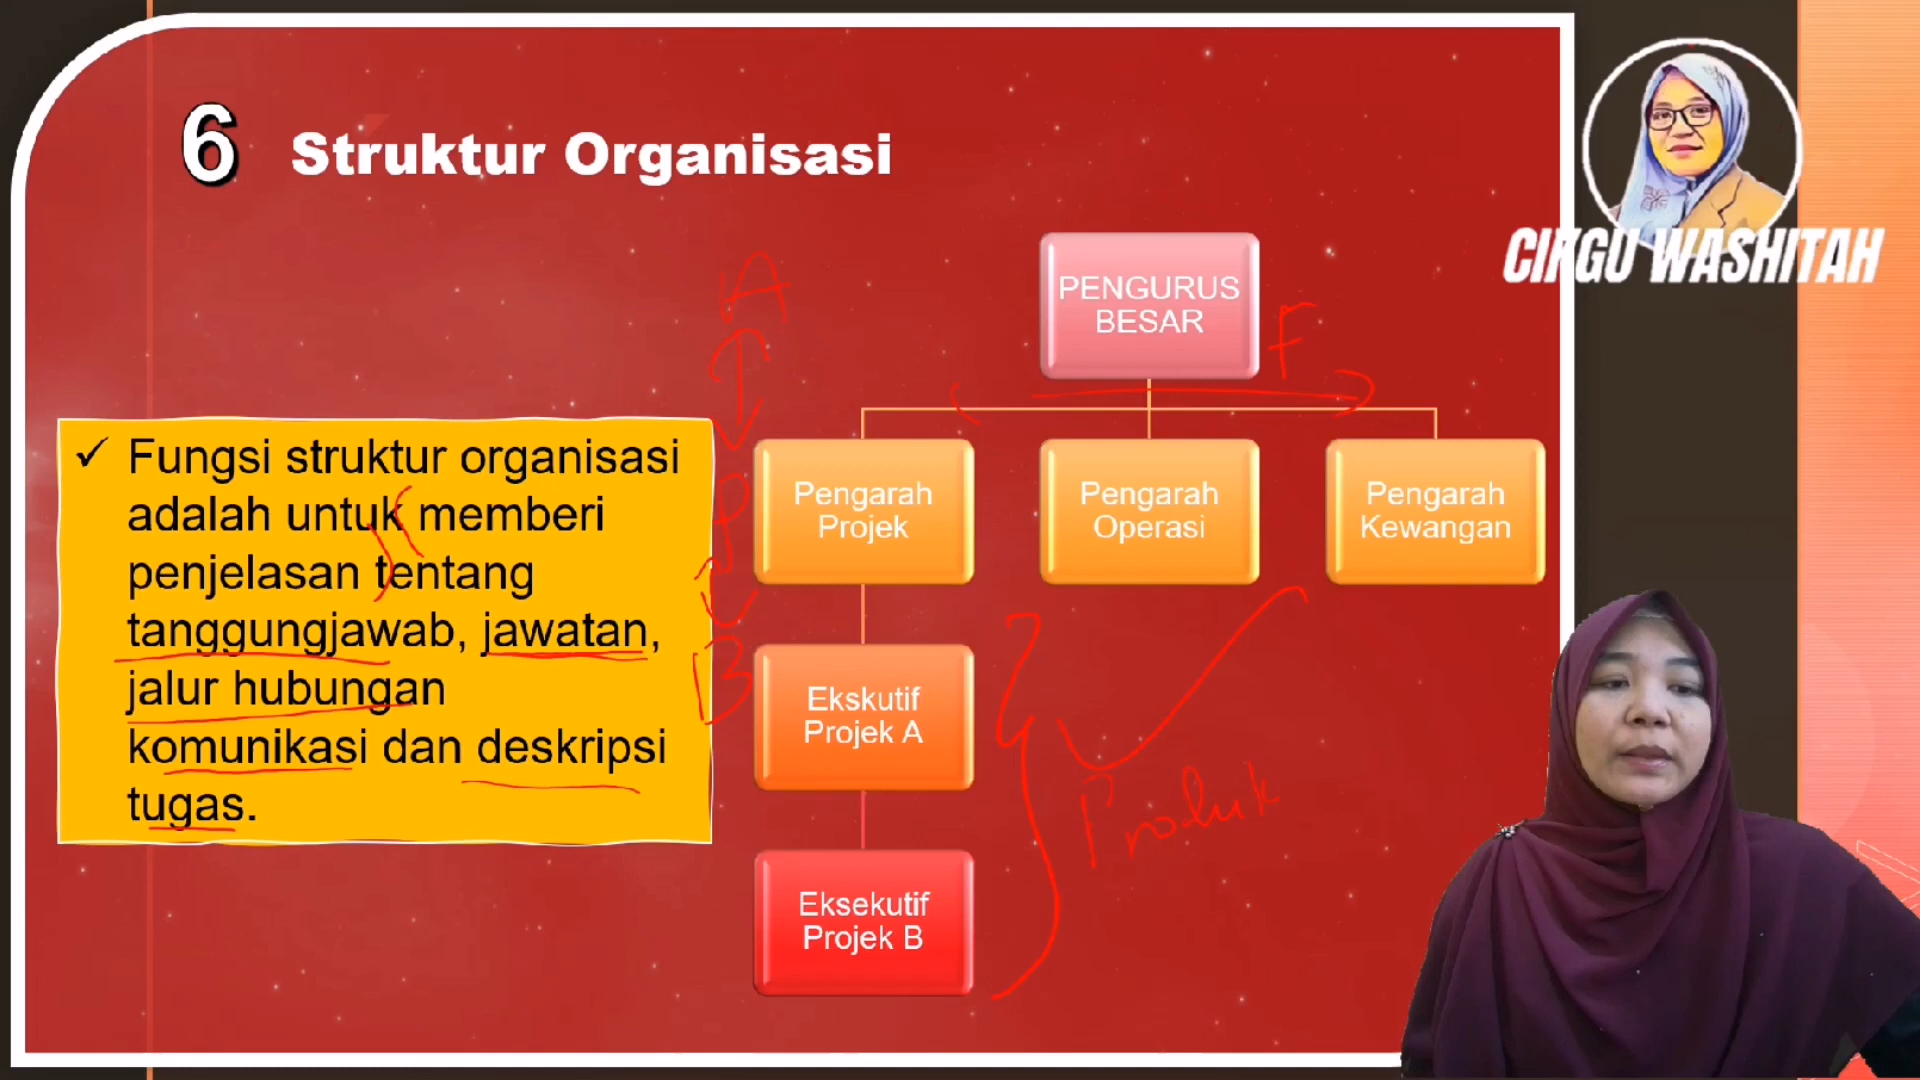 6 Struktur Organisasi
CIKGU WASHITAH
PENGURUS
BESAR
F
A
✓ Fungsi struktur organisasi
adalah untuk memberi
penjelasan tentang
tanggungjawab, jawatan,
jalur hubungan
komunikasi dan deskripsi
tugas.
Pengarah
Projek
Pengarah
Operasi
Pengarah
Kewangan
P
B
Ekskutif
Projek A
Produk
Eksekutif
Projek B